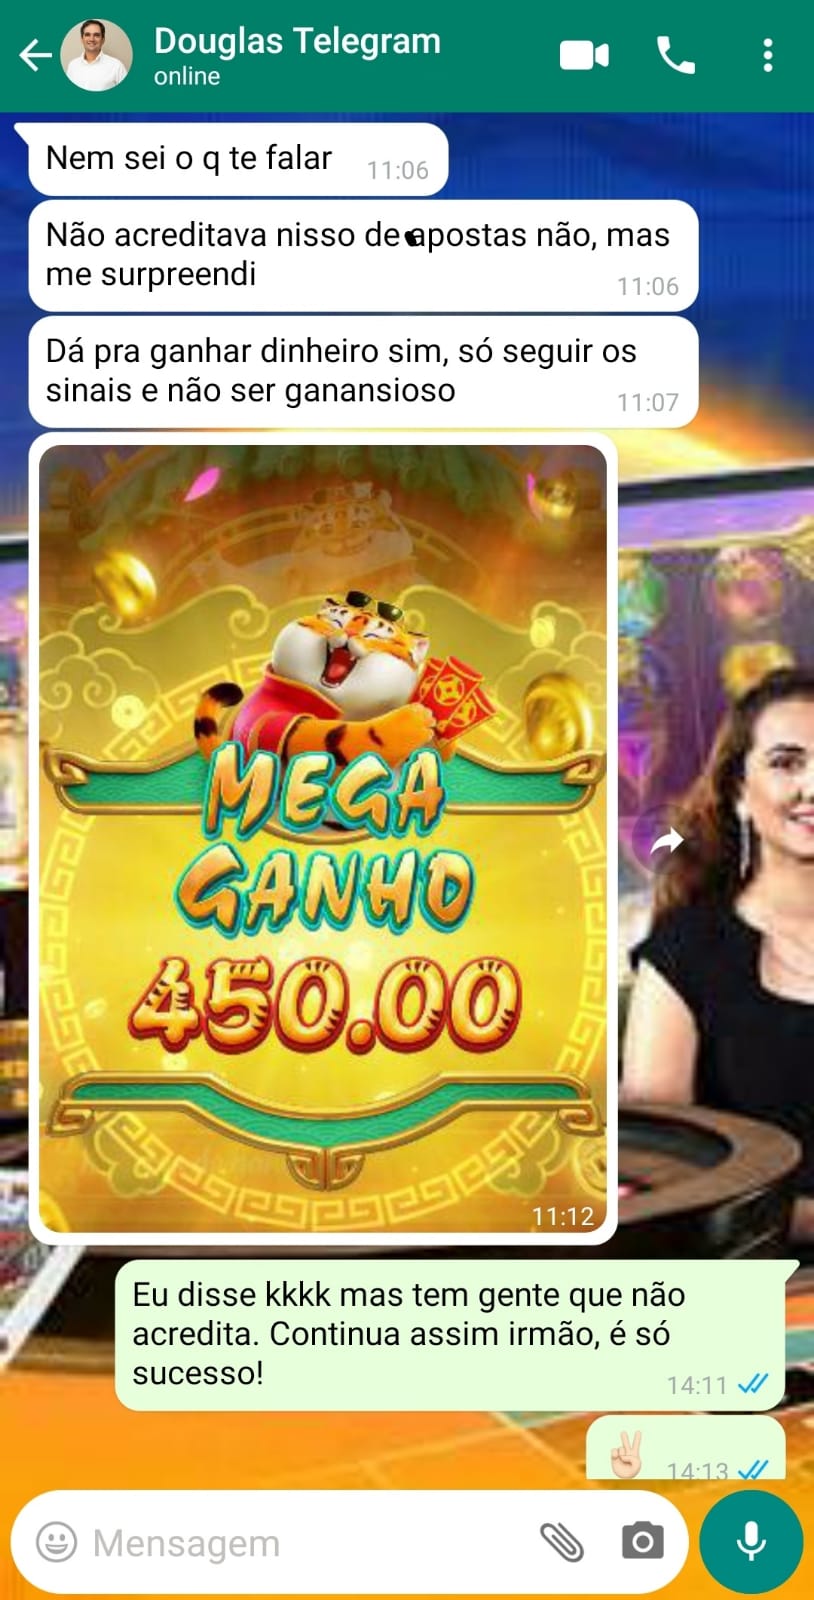 Douglas Telegram
online
Nem sei o q te falar
11:06
Não acreditava nisso de apostas não, mas
me surpreendi
11:06
Dá pra ganhar dinheiro sim, só seguir os
sinais e não ser ganansioso
11:07
MEGA
GANHO
450.00
11:12
Eu disse kkkk mas tem gente que não
acredita. Continua assim irmão, é só
sucesso!
14:11
✌🏻
14:13
Mensagem